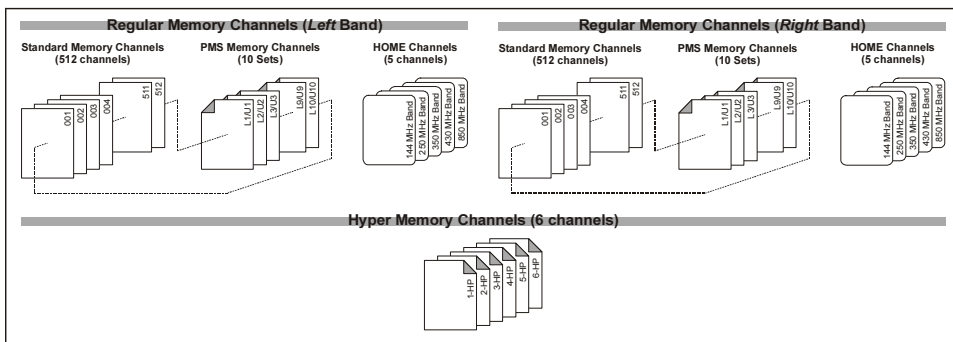 Regular Memory Channels (Left Band)
Standard Memory Channels
(512 channels)
PMS Memory Channels
(10 Sets)
HOME Channels
(5 channels)
001
002
003
004
511
512
L1/U1
L2/U2
L3/U3
L9/U9
L10/U10
144 MHz Band
250 MHz Band
350 MHz Band
430 MHz Band
850 MHz Band
Regular Memory Channels (Right Band)
Standard Memory Channels
(512 channels)
PMS Memory Channels
(10 Sets)
HOME Channels
(5 channels)
001
002
003
004
511
512
L1/U1
L2/U2
L3/U3
L9/U9
L10/U10
144 MHz Band
250 MHz Band
350 MHz Band
430 MHz Band
850 MHz Band
Hyper Memory Channels (6 channels)
1-HP
2-HP
3-HP
4-HP
5-HP
6-HP